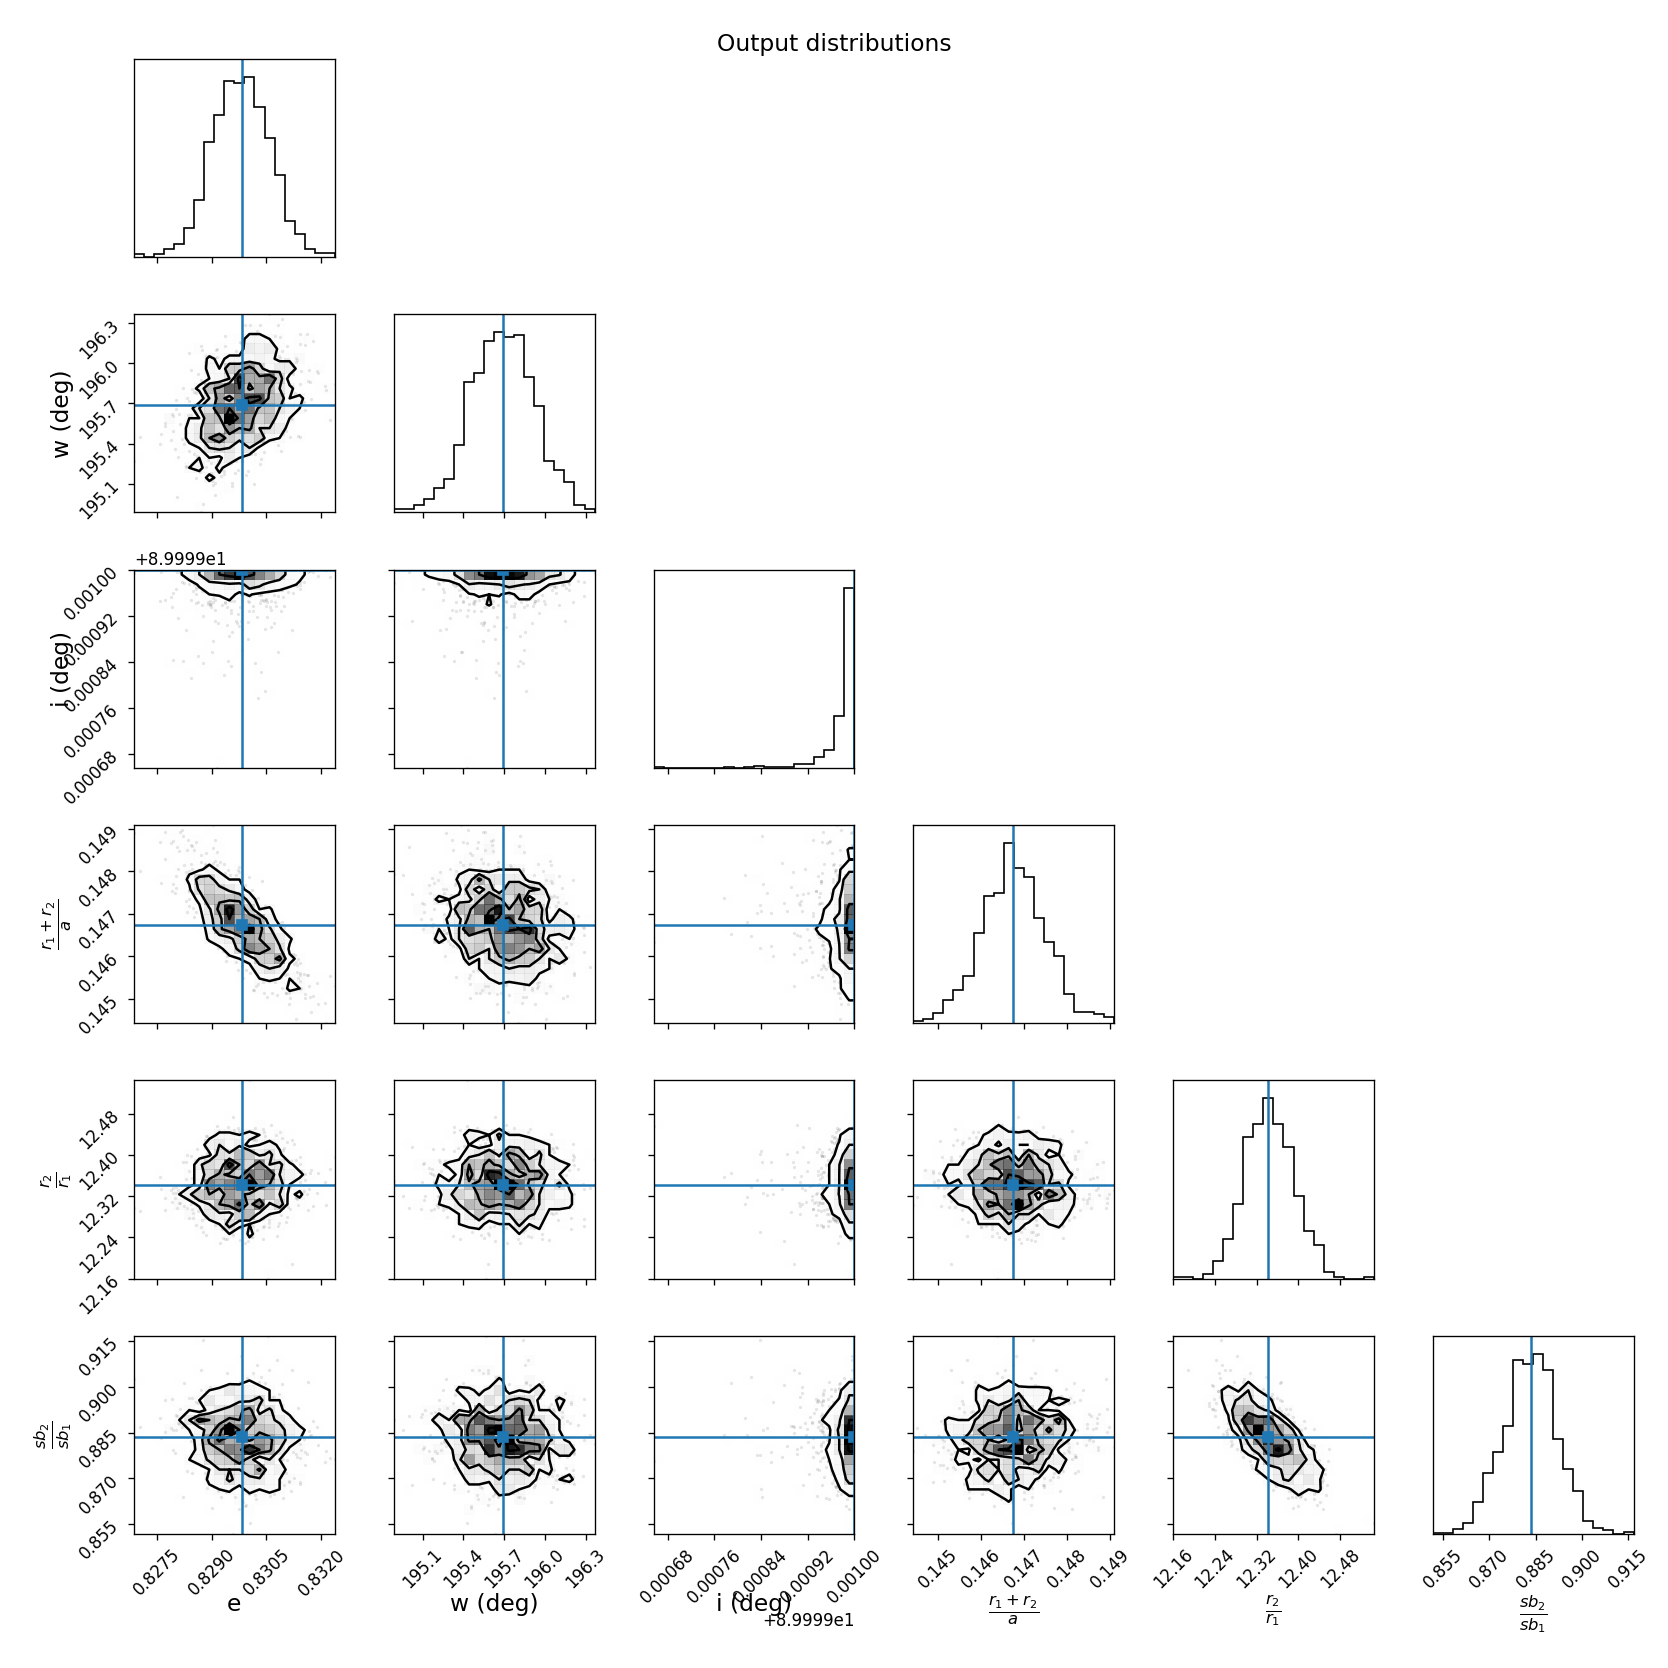 Output distributions
w (deg)
196.3
196.0
195.7
195.4
195.1
+8.9999e1
i (deg)
0.00100
0.00092
0.00084
0.00076
0.00068
r₁ + r₂
a
0.149
0.148
0.147
0.146
0.145
r₂
r₁
12.48
12.40
12.32
12.24
12.16
sb₂
sb₁
0.915
0.900
0.885
0.870
0.855
0.8275 0.8290 0.8305 0.8320
e
195.1 195.4 195.7 196.0 196.3
w (deg)
0.00068 0.00076 0.00084 0.00092 0.00100
i (deg)
+8.9999e1
0.145 0.146 0.147 0.148 0.149
r₁ + r₂
a
12.16 12.24 12.32 12.40 12.48
r₂
r₁
0.855 0.870 0.885 0.900 0.915
sb₂
sb₁